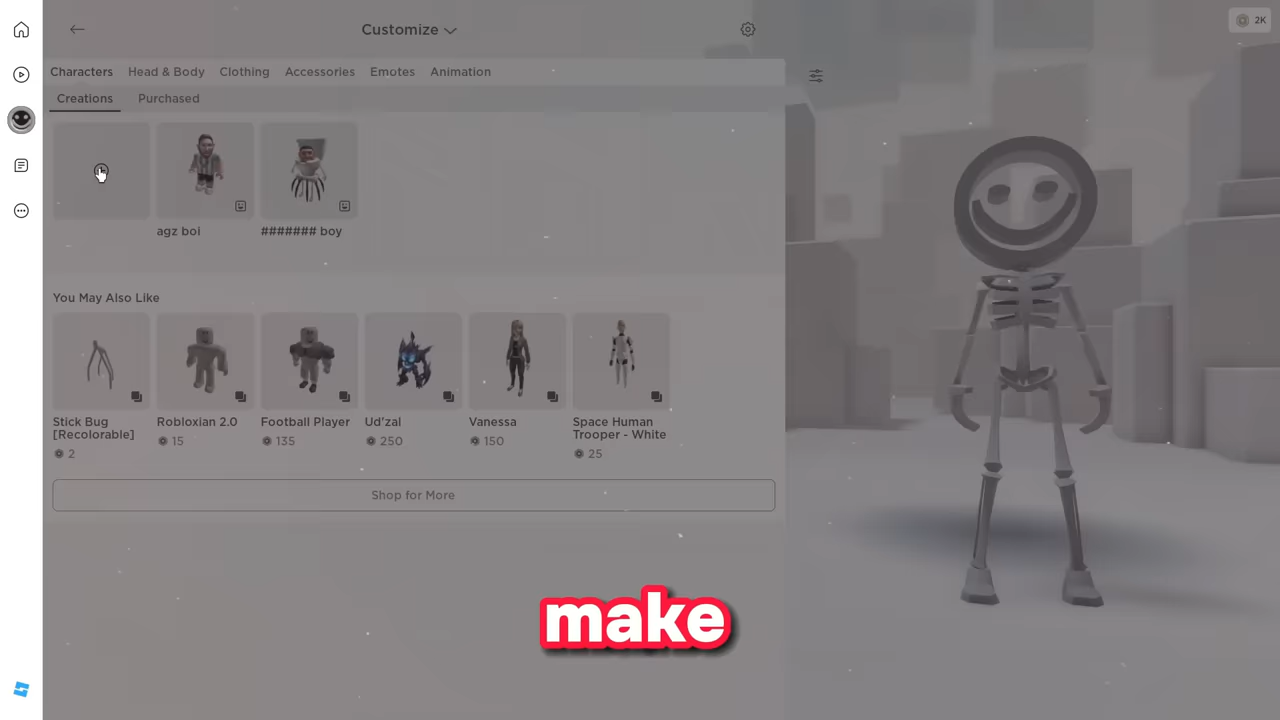 Customize
2K
Characters Head & Body Clothing Accessories Emotes Animation
Creations Purchased
agz boi ####### boy
You May Also Like
Stick Bug [Recolorable]
2
Robloxian 2.0
15
Football Player
135
Ud'zal
250
Vanessa
150
Space Human Trooper - White
25
Shop for More
make